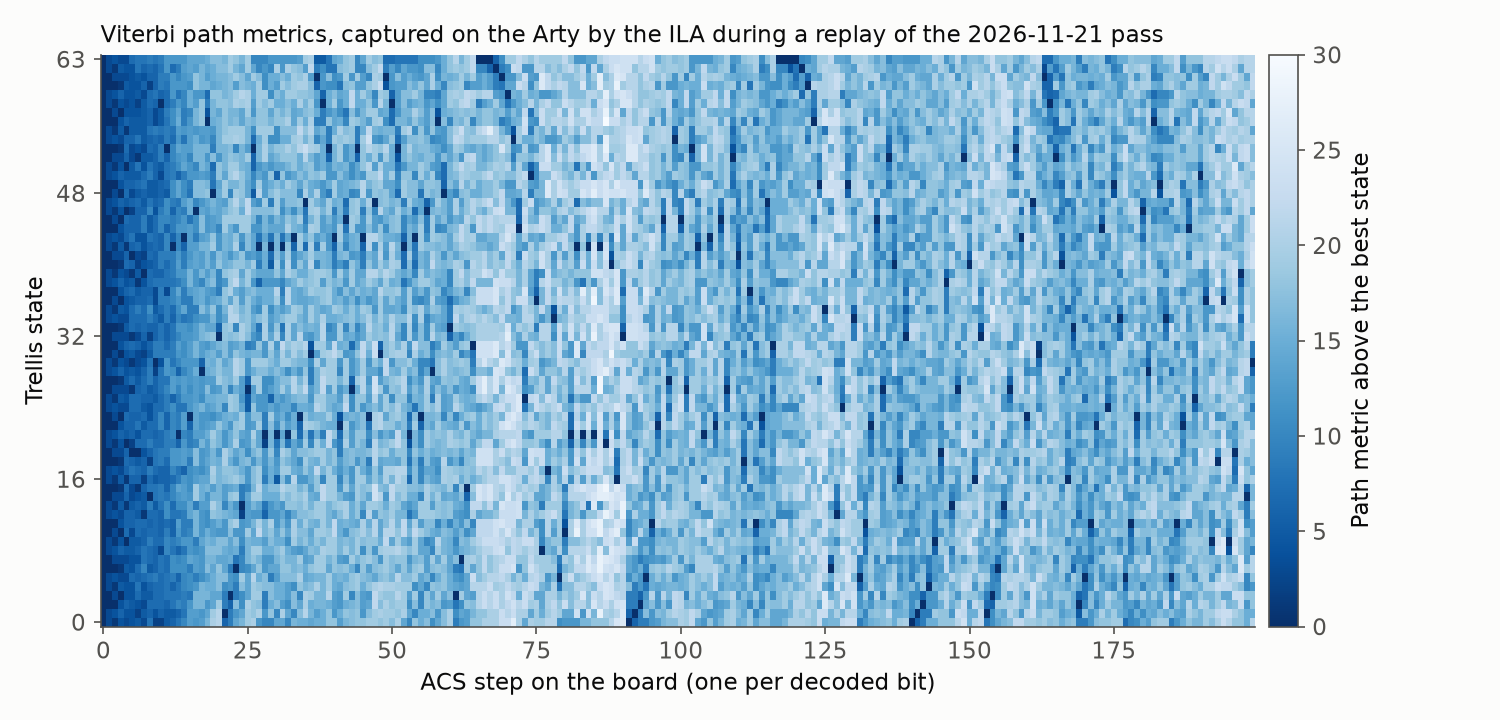 Viterbi path metrics, captured on the Arty by the ILA during a replay of the 2026-11-21 pass
Trellis state
63
48
32
16
0
0 25 50 75 100 125 150 175
ACS step on the board (one per decoded bit)
30
25
20
15
10
5
0
Path metric above the best state